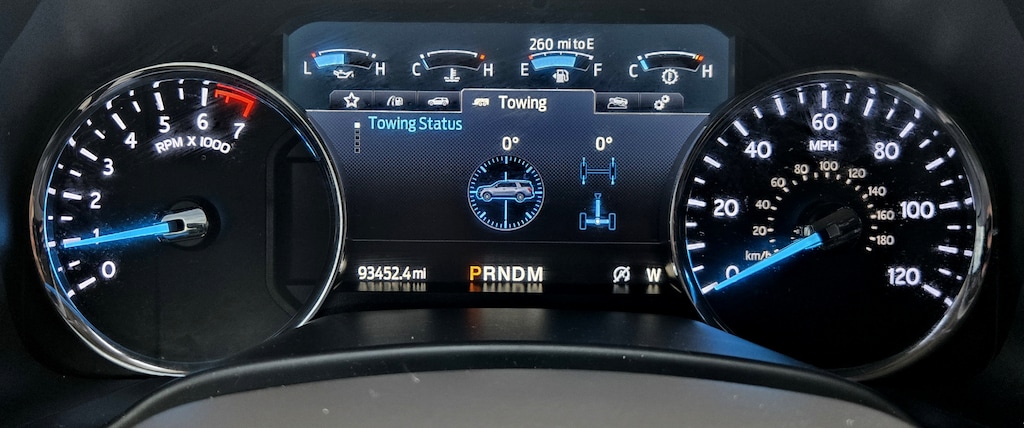 260 mi to E
L H C H E F C H
Towing
Towing Status
0° 0°
0 1 2 3 4 5 6 7
RPM X 1000
0 20 40 60 80 100 120
MPH
20 40 60 80 100 120 140 160 180
km/h
93452.4 mi PRNDM W